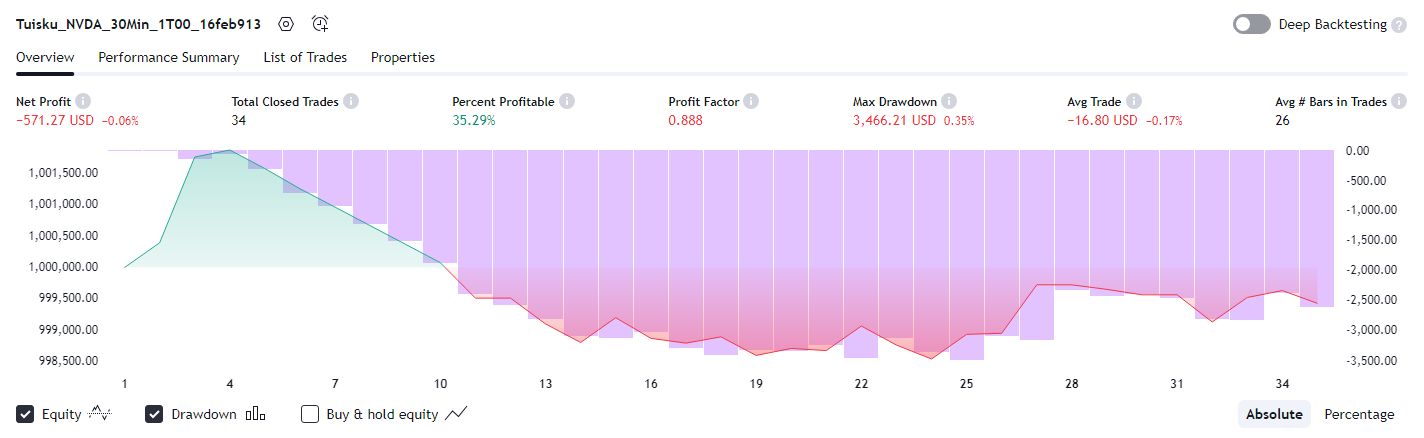 Tuisku_NVDA_30Min_1T00_16feb913 Deep Backtesting ?
Overview Performance Summary List of Trades Properties
Net Profit Total Closed Trades Percent Profitable Profit Factor Max Drawdown Avg Trade Avg # Bars in Trades
−571.27 USD −0.06% 34 35.29% 0.888 3,466.21 USD 0.35% −16.80 USD −0.17% 26
0.00
1,001,500.00 -500.00
1,001,000.00 -1,000.00
1,000,500.00 -1,500.00
1,000,000.00 -2,000.00
999,500.00 -2,500.00
999,000.00 -3,000.00
998,500.00 -3,500.00
1 4 7 10 13 16 19 22 25 28 31 34
Equity Drawdown Buy & hold equity Absolute Percentage